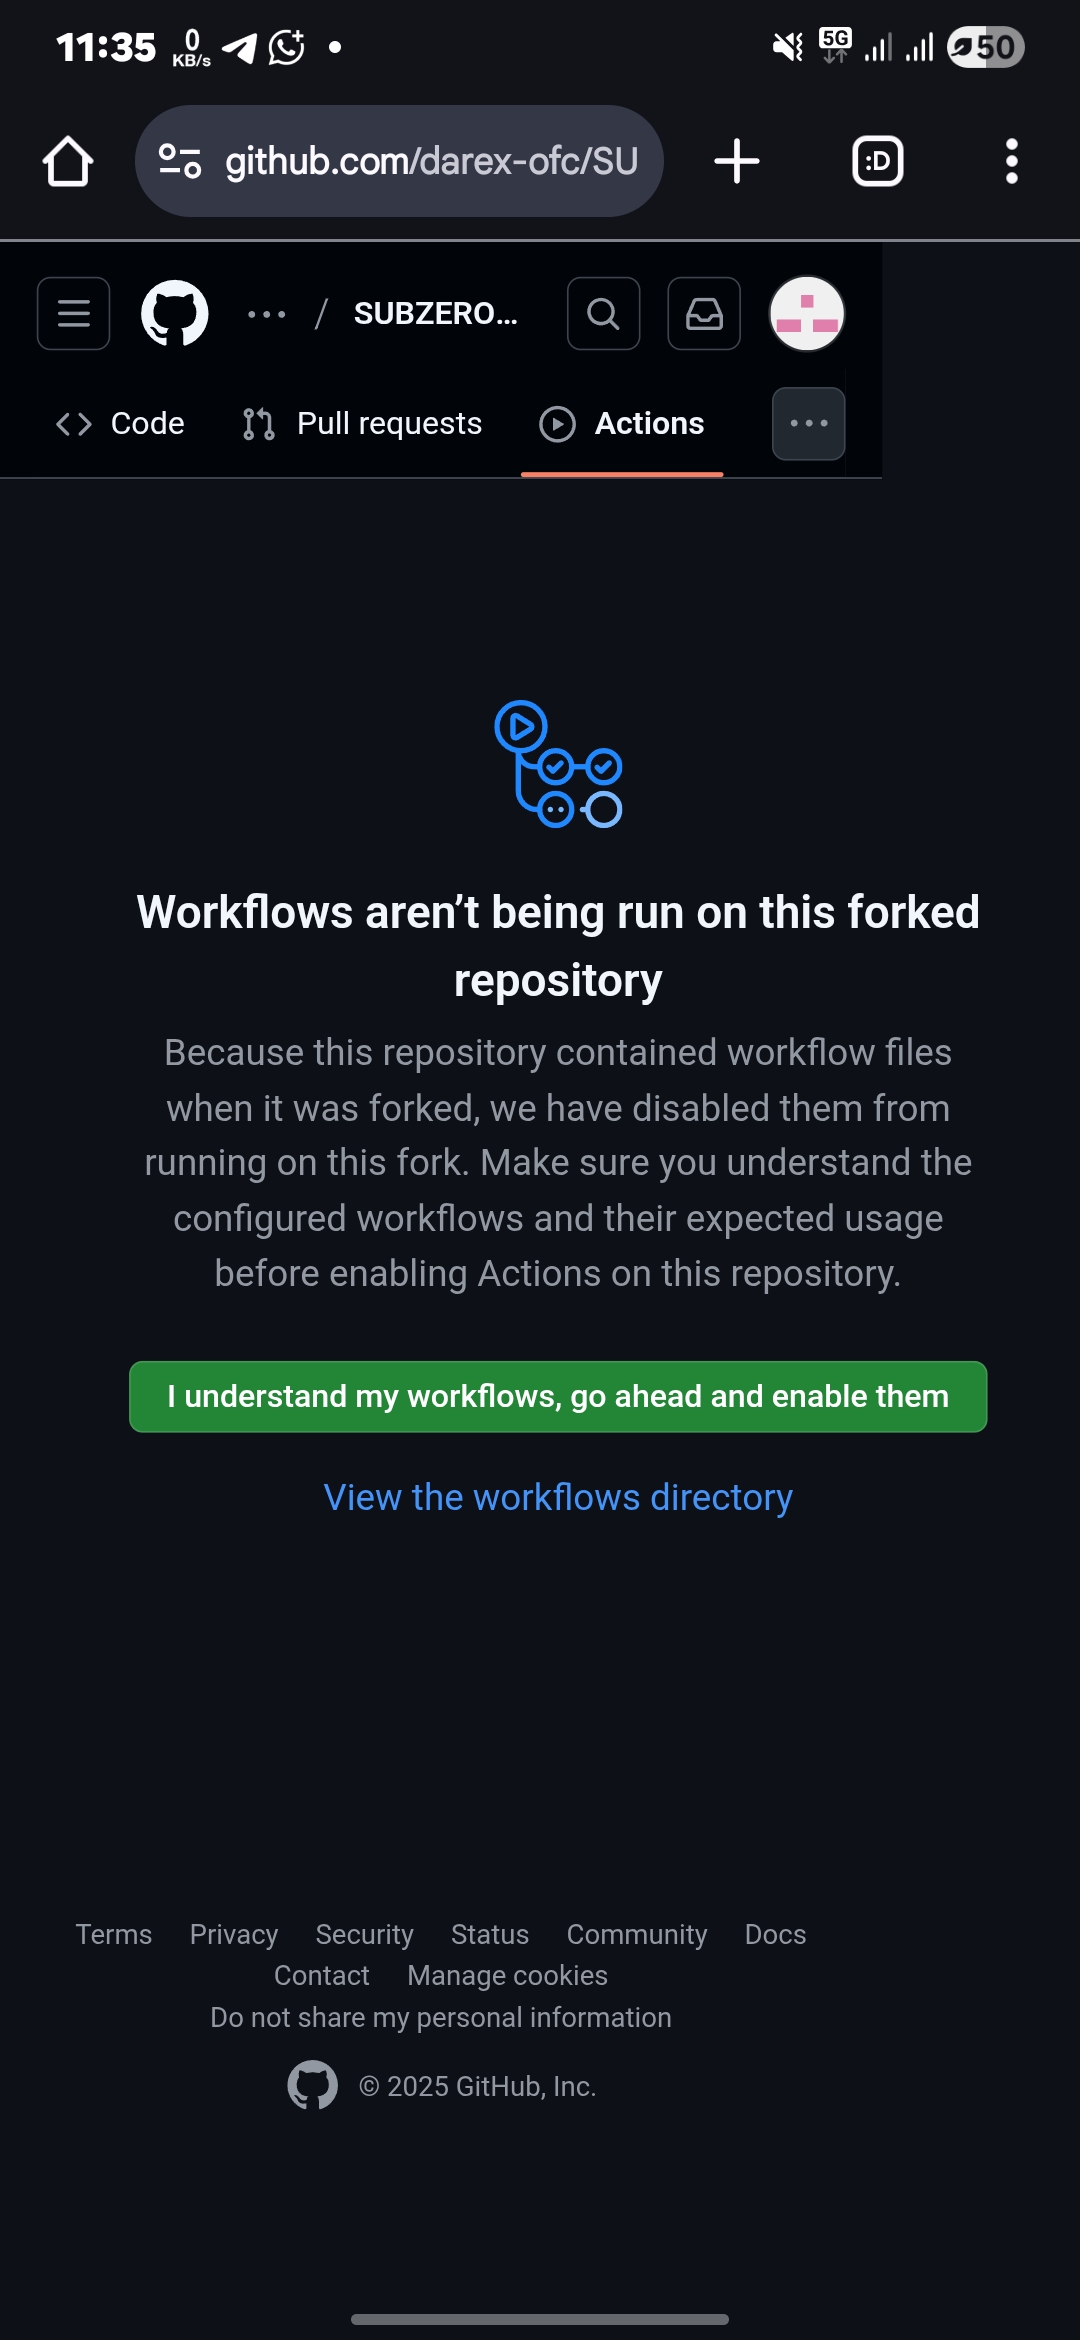 11:35 0 KB/s 5G 50
github.com/darex-ofc/SU :D
/ SUBZERO...
Code Pull requests Actions
Workflows aren’t being run on this forked
repository
Because this repository contained workflow files
when it was forked, we have disabled them from
running on this fork. Make sure you understand the
configured workflows and their expected usage
before enabling Actions on this repository.
I understand my workflows, go ahead and enable them
View the workflows directory
Terms Privacy Security Status Community Docs
Contact Manage cookies
Do not share my personal information
© 2025 GitHub, Inc.